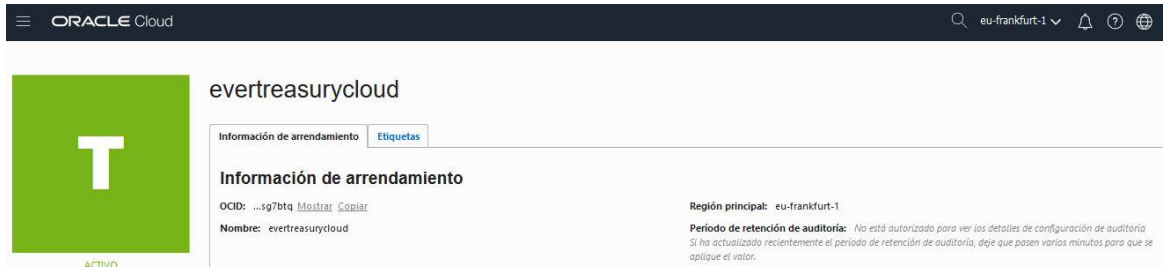 ORACLE Cloud
eu-frankfurt-1
evertreasurycloud
T
Información de arrendamiento
Etiquetas
Información de arrendamiento
OCID: ...sg7btq Mostrar Copiar
Región principal: eu-frankfurt-1
Nombre: evertreasurycloud
Período de retención de auditoría: No está autorizado para ver los detalles de configuración de auditoría
Si ha actualizado recientemente el período de retención de auditoría, deje que pasen varios minutos para que se
aplique el valor.
ACTIVO